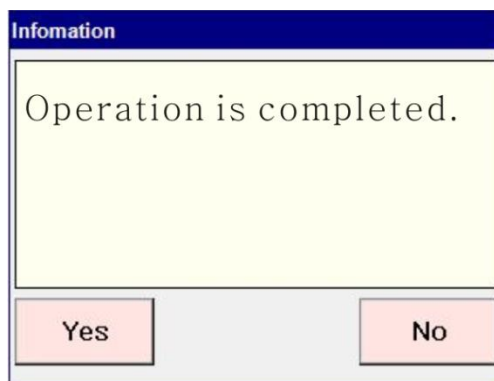 Infomation
Operation is completed.
Yes
No